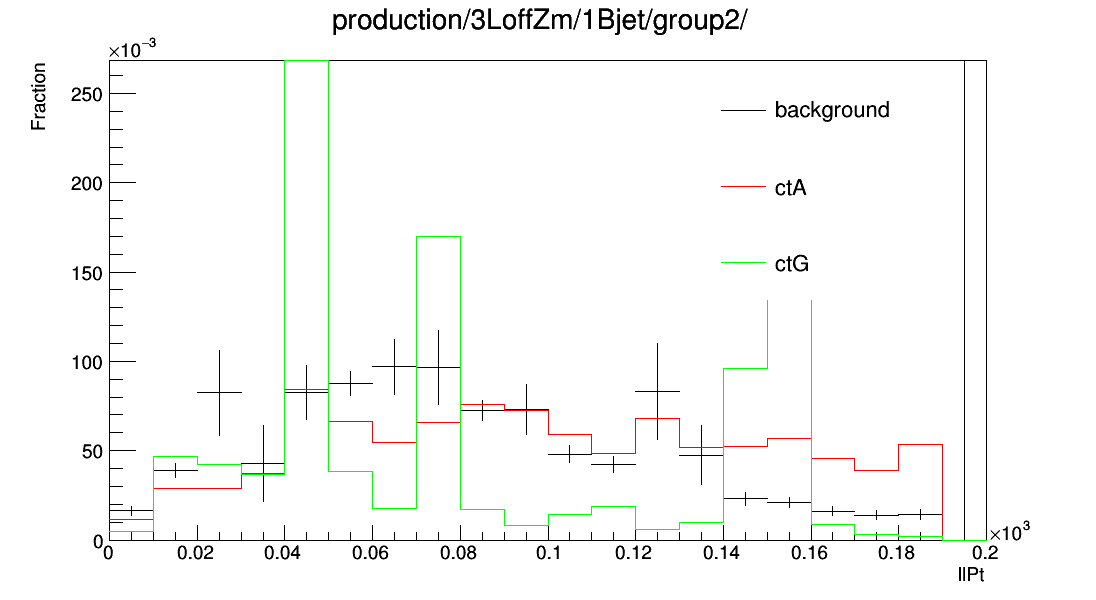 production/3LoffZm/1Bjet/group2/
×10⁻³
Fraction
250
200
150
100
50
0
background
ctA
ctG
0 0.02 0.04 0.06 0.08 0.1 0.12 0.14 0.16 0.18 0.2
×10³
llPt